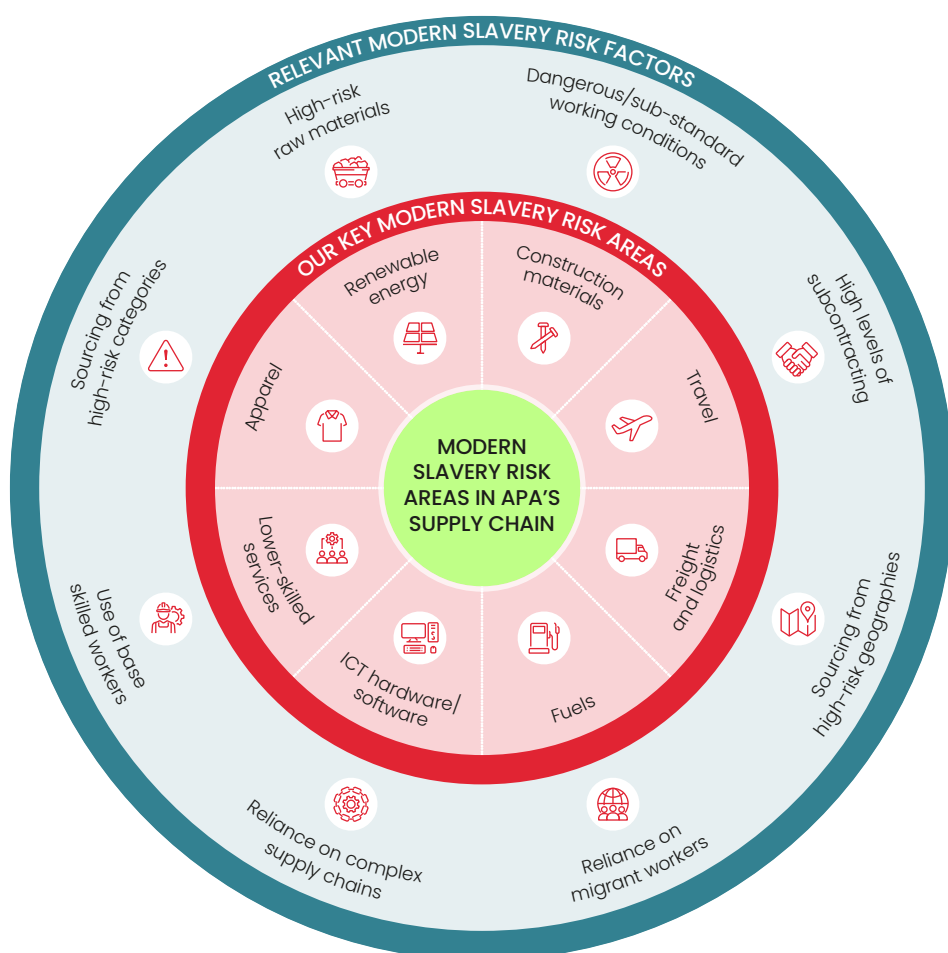 RELEVANT MODERN SLAVERY RISK FACTORS
High-risk
raw materials
Dangerous/sub-standard
working conditions
High levels of
subcontracting
Sourcing from
high-risk geographies
Reliance on
migrant workers
Reliance on complex
supply chains
Use of base
skilled workers
Sourcing from
high-risk categories
OUR KEY MODERN SLAVERY RISK AREAS
Renewable
energy
Construction
materials
Travel
Freight
and logistics
Fuels
ICT hardware/
software
Lower-skilled
services
Apparel
MODERN
SLAVERY RISK
AREAS IN APA’S
SUPPLY CHAIN